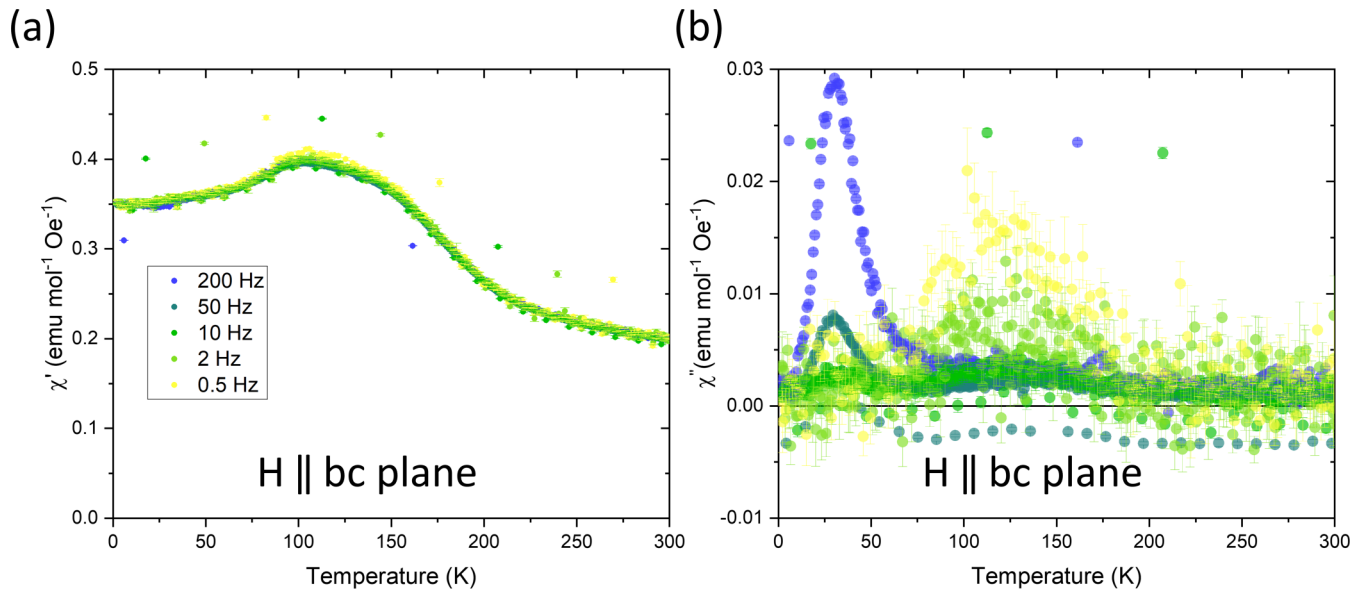 (a)
0.5
0.4
0.3
0.2
0.1
0.0
χ' (emu mol⁻¹ Oe⁻¹)
200 Hz
50 Hz
10 Hz
2 Hz
0.5 Hz
H ∥ bc plane
0 50 100 150 200 250 300
Temperature (K)
(b)
0.03
0.02
0.01
0.00
-0.01
χ"(emu mol⁻¹ Oe⁻¹)
H ∥ bc plane
0 50 100 150 200 250 300
Temperature (K)